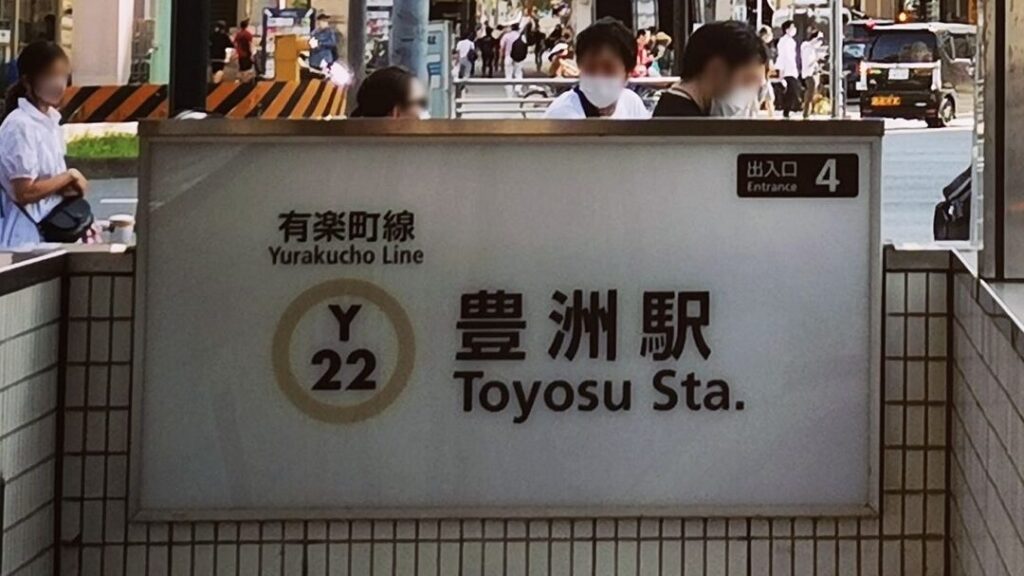 出入口
Entrance
4
有楽町線
Yurakucho Line
Y
22
豊洲駅
Toyosu Sta.